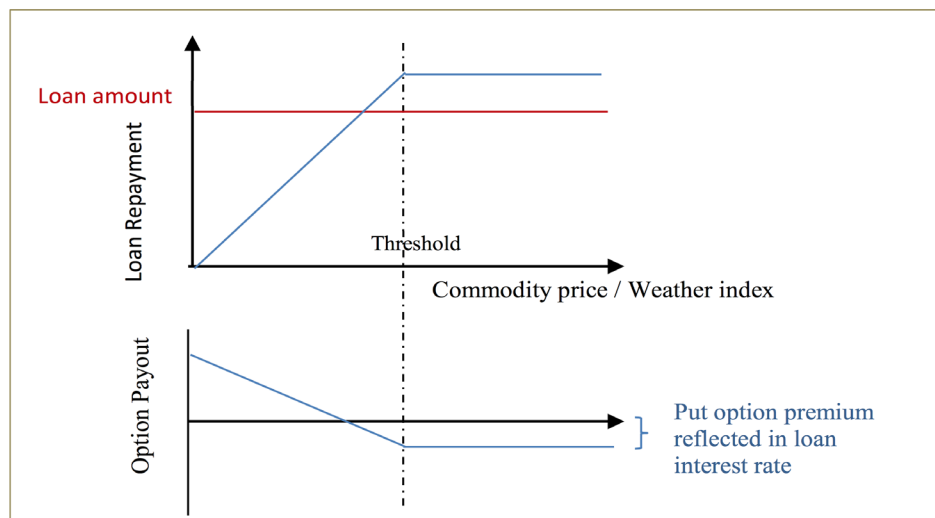 Loan amount
Loan Repayment
Threshold
Commodity price / Weather index
Option Payout
Put option premium
reflected in loan
interest rate